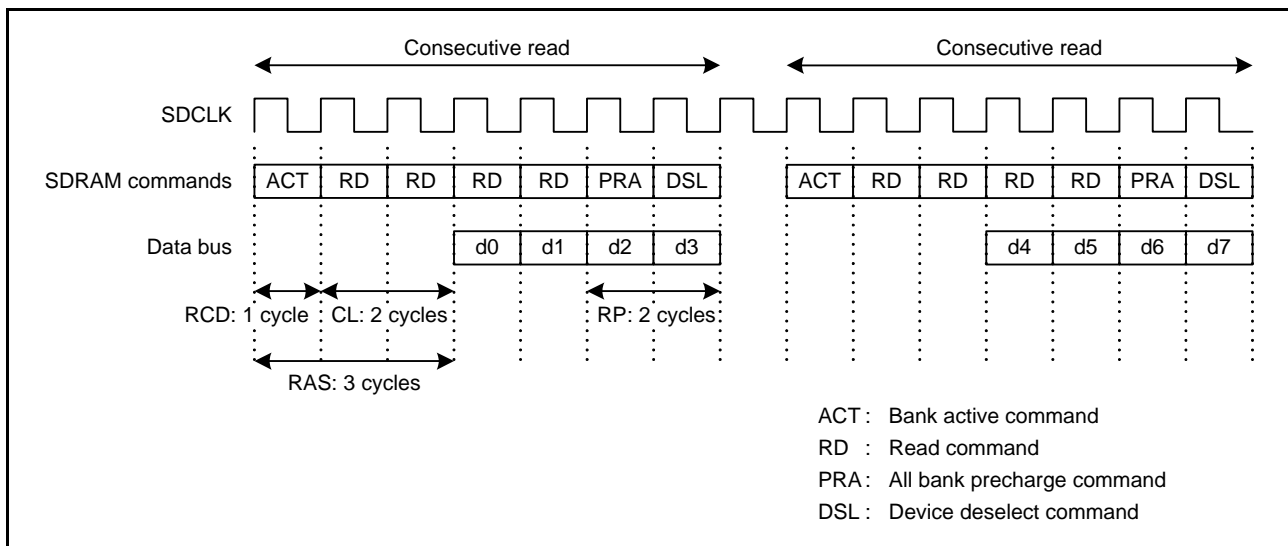 Consecutive read Consecutive read
SDCLK
SDRAM commands ACT RD RD RD RD PRA DSL ACT RD RD RD RD PRA DSL
Data bus d0 d1 d2 d3 d4 d5 d6 d7
RCD: 1 cycle CL: 2 cycles RP: 2 cycles
RAS: 3 cycles
ACT : Bank active command
RD : Read command
PRA : All bank precharge command
DSL : Device deselect command